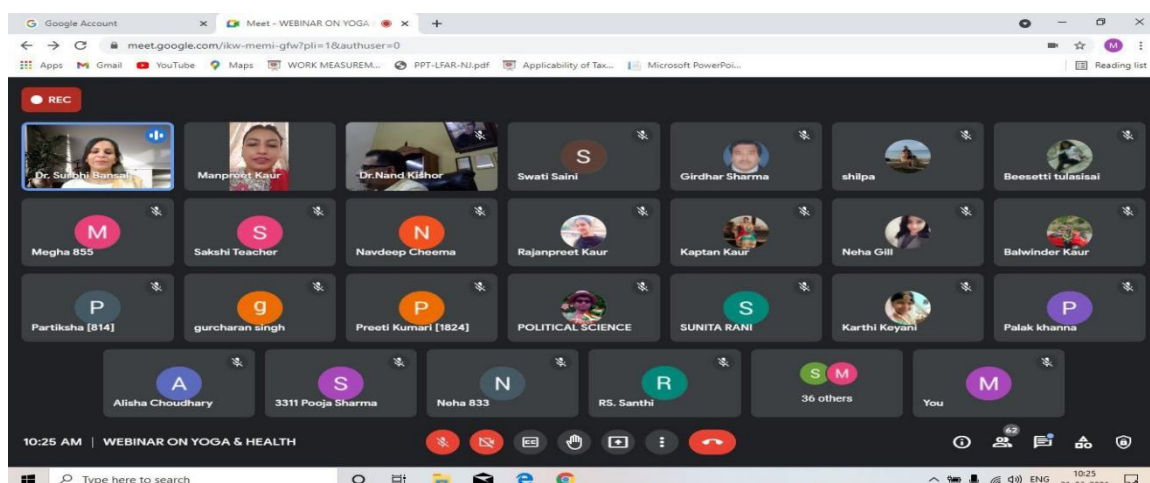 Google Account
Meet - WEBINAR ON YOGA
meet.google.com/ikw-memi-gfw?pli=1&authuser=0
M
Apps Gmail YouTube Maps WORK MEASUREM... PPT-LFAR-NJ.pdf Applicability of Tax... Microsoft PowerPoi... Reading list
REC
Dr. Surbhi Bansal Manpreet Kaur Dr.Nand Kishor Swati Saini Girdhar Sharma shilpa Beesetti tulasisai
S
M S N
Megha 855 Sakshi Teacher Navdeep Cheema Rajanpreet Kaur Kaptan Kaur Neha Gill Balwinder Kaur
P g P S P
Partiksha [814] gurcharan singh Preeti Kumari [1824] POLITICAL SCIENCE SUNITA RANI Karthi Keyani Palak khanna
A S N R S M M
Alisha Choudhary 3311 Pooja Sharma Neha 833 RS. Santhi 36 others You
10:25 AM | WEBINAR ON YOGA & HEALTH
CC
62
Type here to search
ENG
10:25